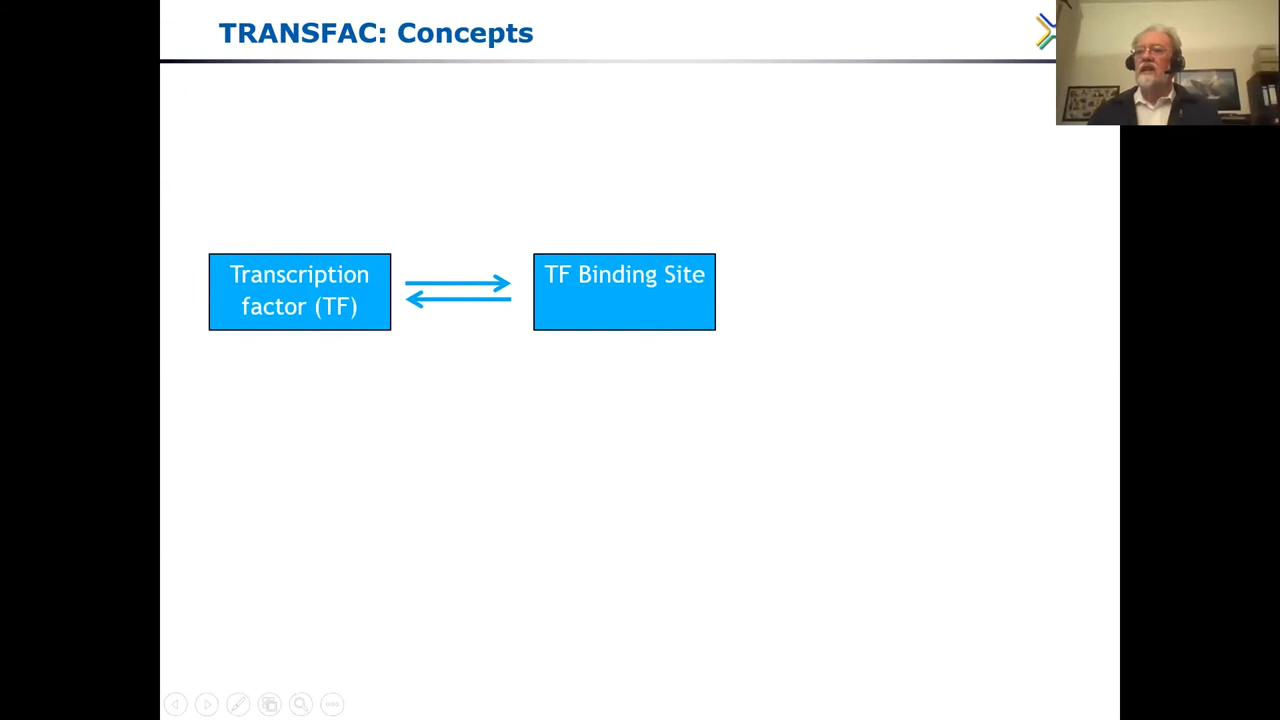 TRANSFAC: Concepts
Transcription
factor (TF)
TF Binding Site